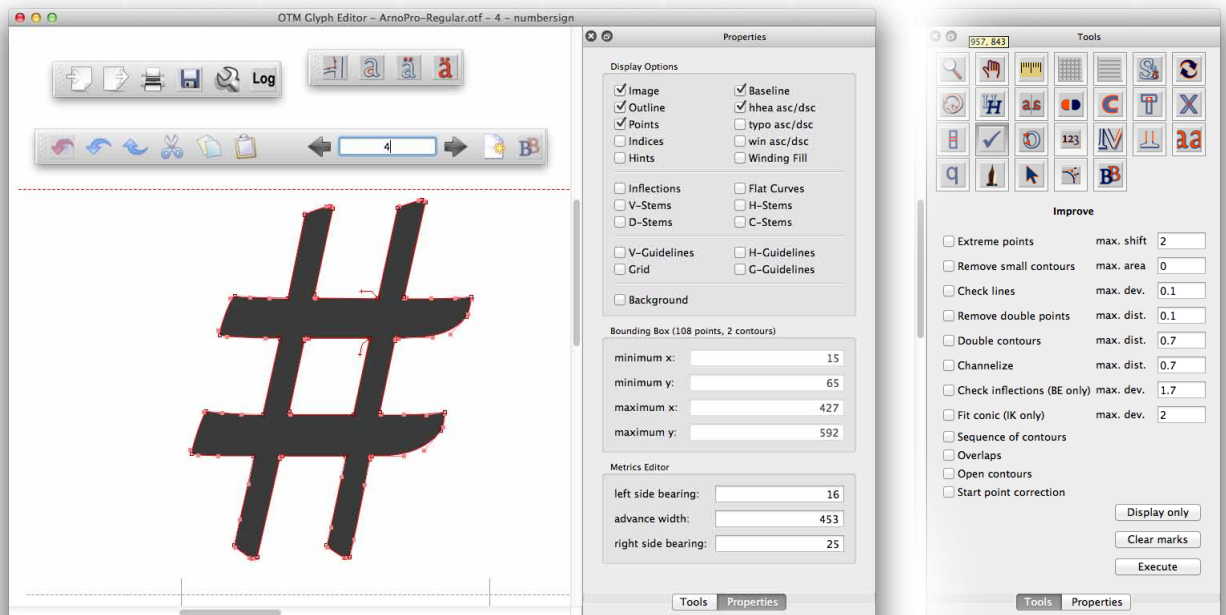 OTM Glyph Editor – ArnoPro-Regular.otf – 4 – numbersign
Log
4
Properties
Display Options
Image
Baseline
Outline
hhea asc/dsc
Points
typo asc/dsc
Indices
win asc/dsc
Hints
Winding Fill
Inflections
Flat Curves
V-Stems
H-Stems
D-Stems
C-Stems
V-Guidelines
H-Guidelines
Grid
G-Guidelines
Background
Bounding Box (108 points, 2 contours)
minimum x: 15
minimum y: 65
maximum x: 427
maximum y: 592
Metrics Editor
left side bearing: 16
advance width: 453
right side bearing: 25
Tools Properties
957, 843
Tools
123
Improve
Extreme points max. shift 2
Remove small contours max. area 0
Check lines max. dev. 0.1
Remove double points max. dist. 0.1
Double contours max. dist. 0.7
Channelize max. dist. 0.7
Check inflections (BE only) max. dev. 1.7
Fit conic (IK only) max. dev. 2
Sequence of contours
Overlaps
Open contours
Start point correction
Display only
Clear marks
Execute
Tools Properties